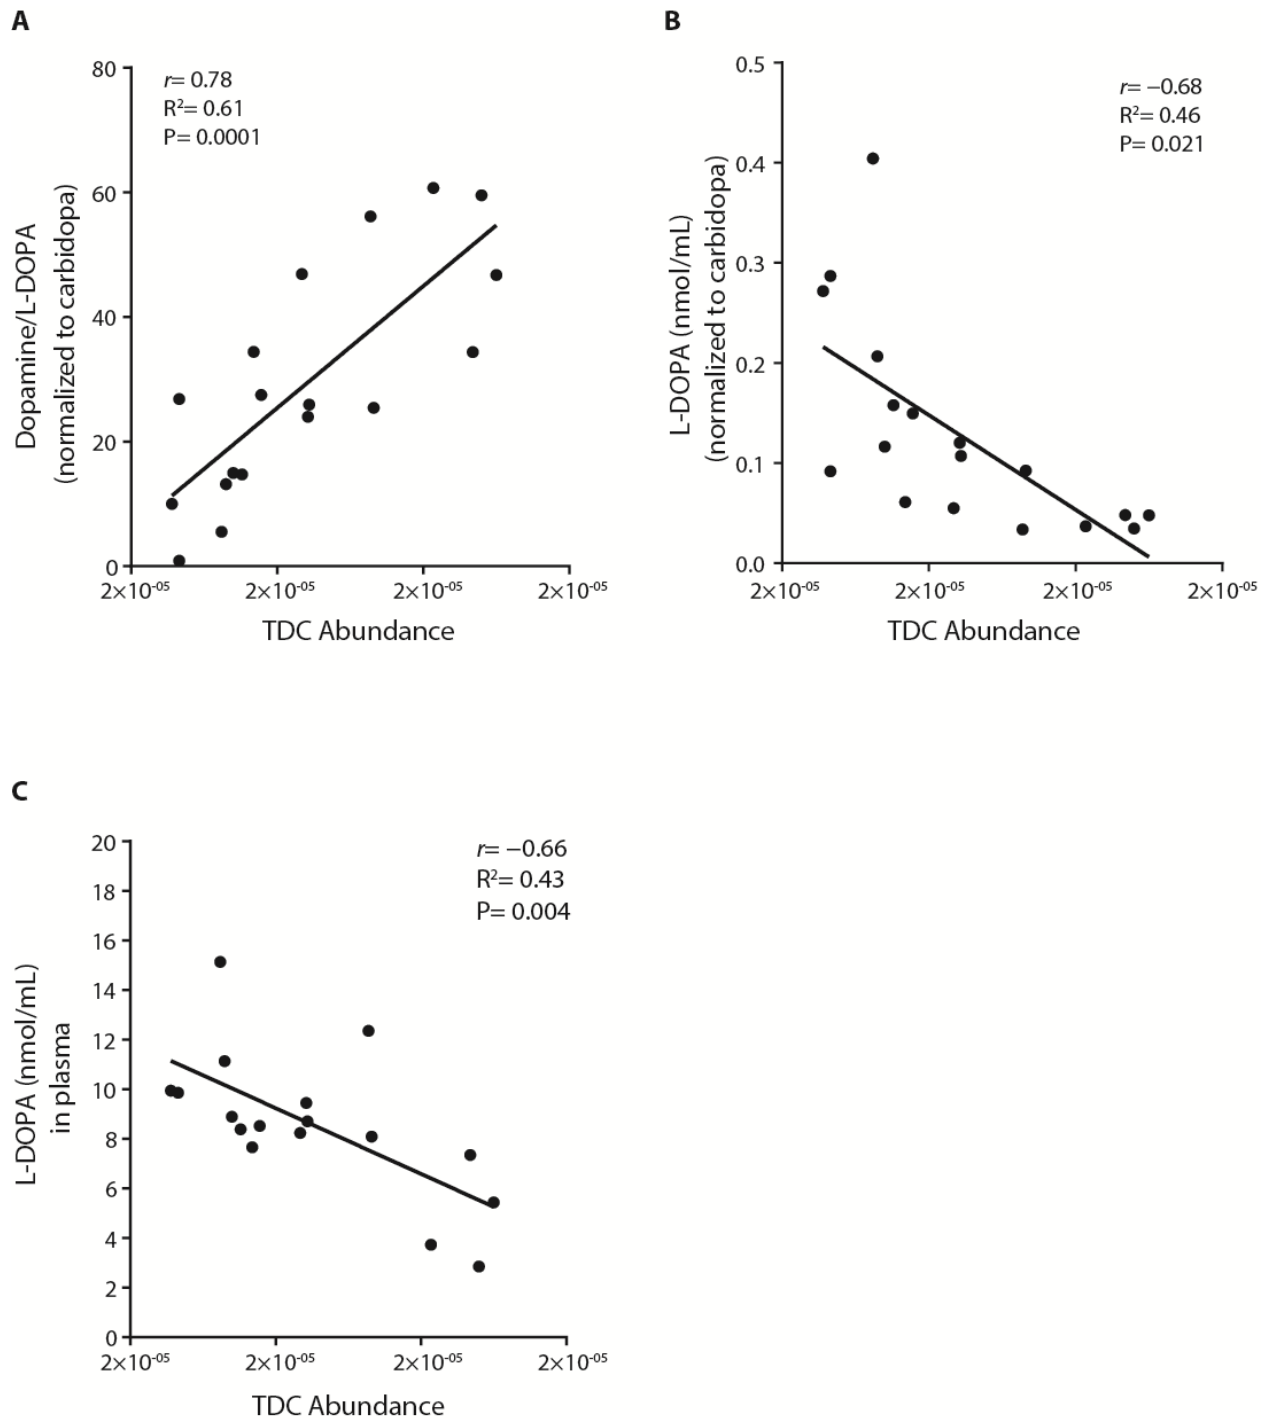 A
r= 0.78
R²= 0.61
P= 0.0001
Dopamine/L-DOPA
(normalized to carbidopa)
80
60
40
20
0
2×10⁻⁰⁵ 2×10⁻⁰⁵ 2×10⁻⁰⁵ 2×10⁻⁰⁵
TDC Abundance
B
r= −0.68
R²= 0.46
P= 0.021
L-DOPA (nmol/mL)
(normalized to carbidopa)
0.5
0.4
0.3
0.2
0.1
0.0
2×10⁻⁰⁵ 2×10⁻⁰⁵ 2×10⁻⁰⁵ 2×10⁻⁰⁵
TDC Abundance
C
r= −0.66
R²= 0.43
P= 0.004
L-DOPA (nmol/mL)
in plasma
20
18
16
14
12
10
8
6
4
2
0
2×10⁻⁰⁵ 2×10⁻⁰⁵ 2×10⁻⁰⁵ 2×10⁻⁰⁵
TDC Abundance